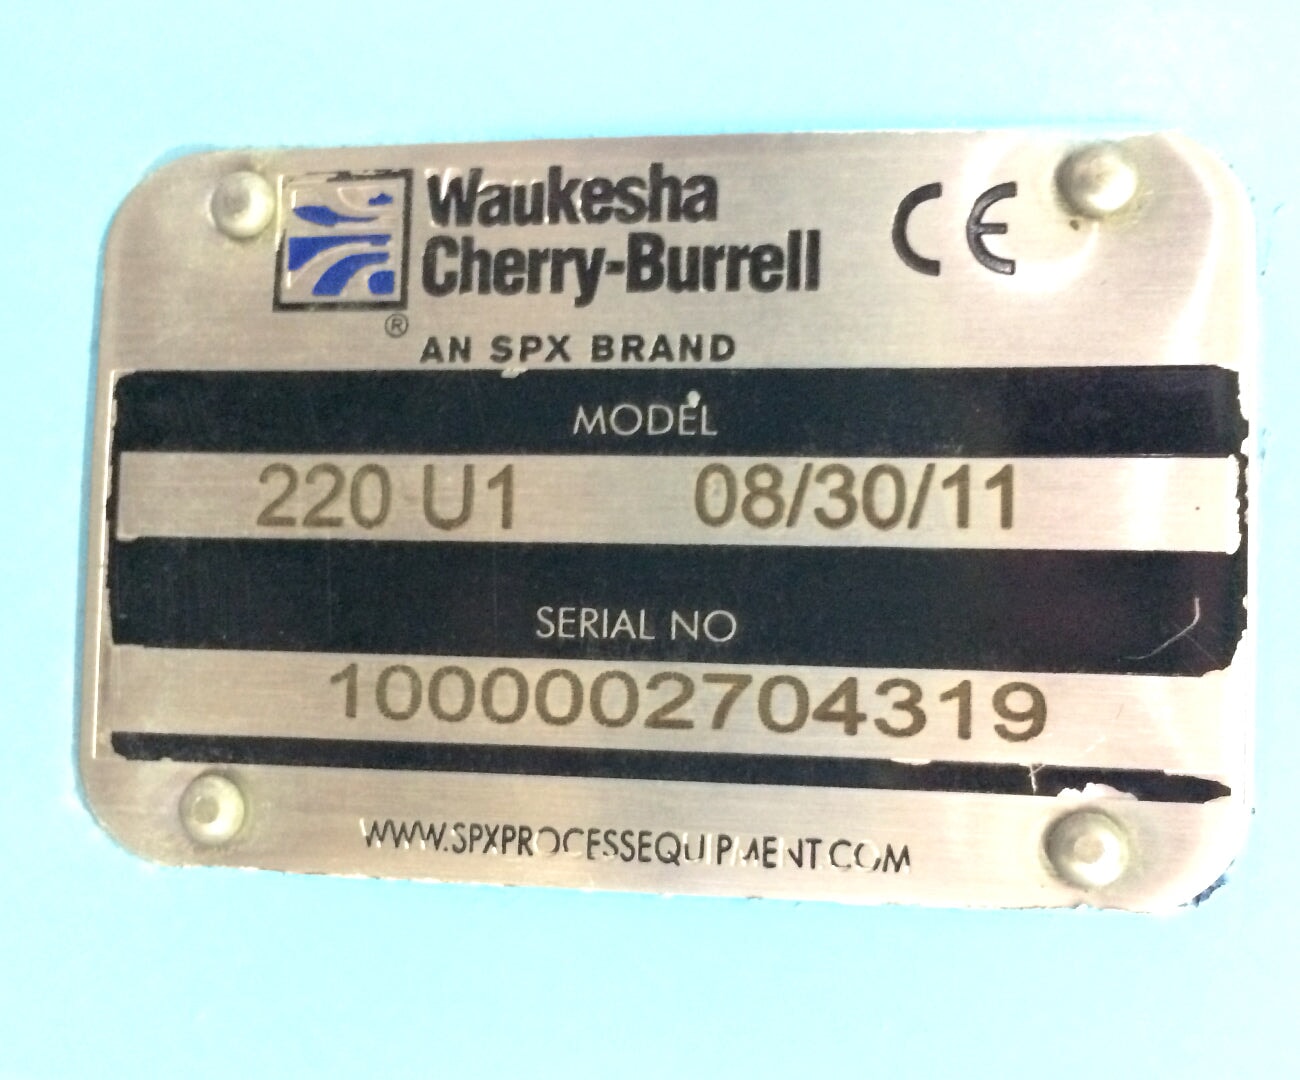 Waukesha
Cherry-Burrell
CE
®
AN SPX BRAND
MODEL
220 U1 08/30/11
SERIAL NO
1000002704319
WWW.SPXPROCESSEQUIPMENT.COM